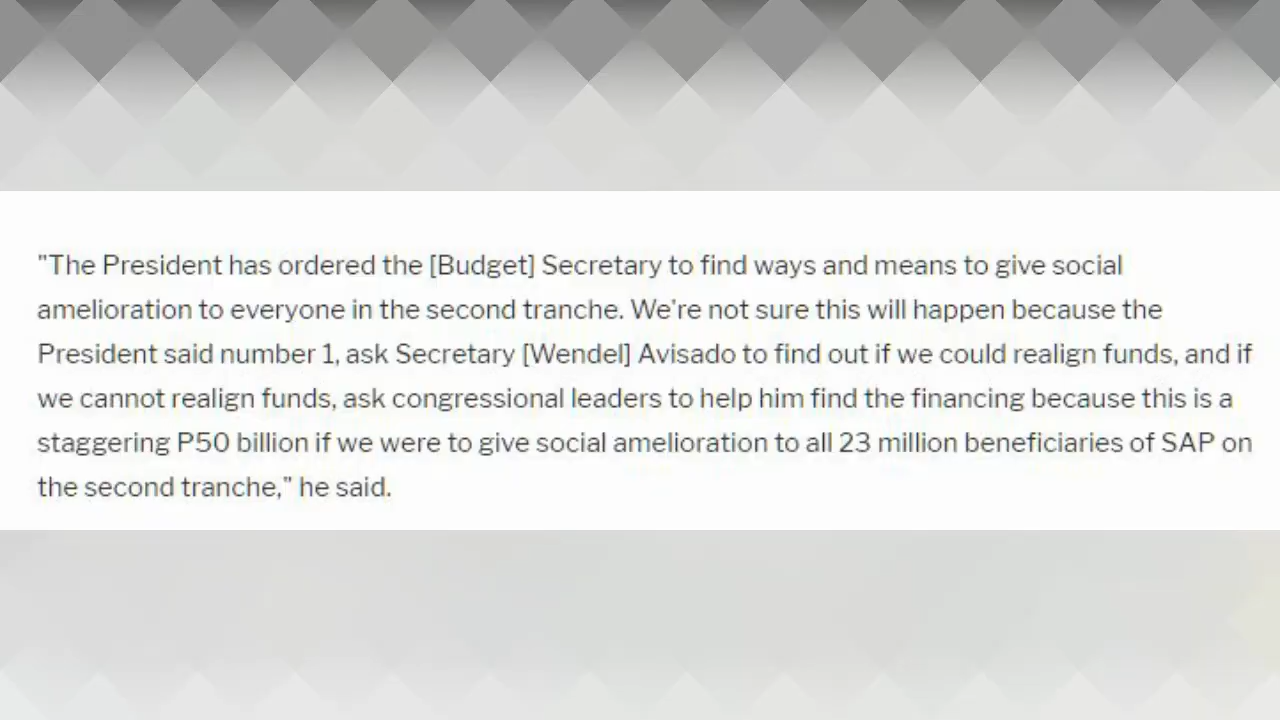 "The President has ordered the [Budget] Secretary to find ways and means to give social
amelioration to everyone in the second tranche. We're not sure this will happen because the
President said number 1, ask Secretary [Wendel] Avisado to find out if we could realign funds, and if
we cannot realign funds, ask congressional leaders to help him find the financing because this is a
staggering P50 billion if we were to give social amelioration to all 23 million beneficiaries of SAP on
the second tranche," he said.